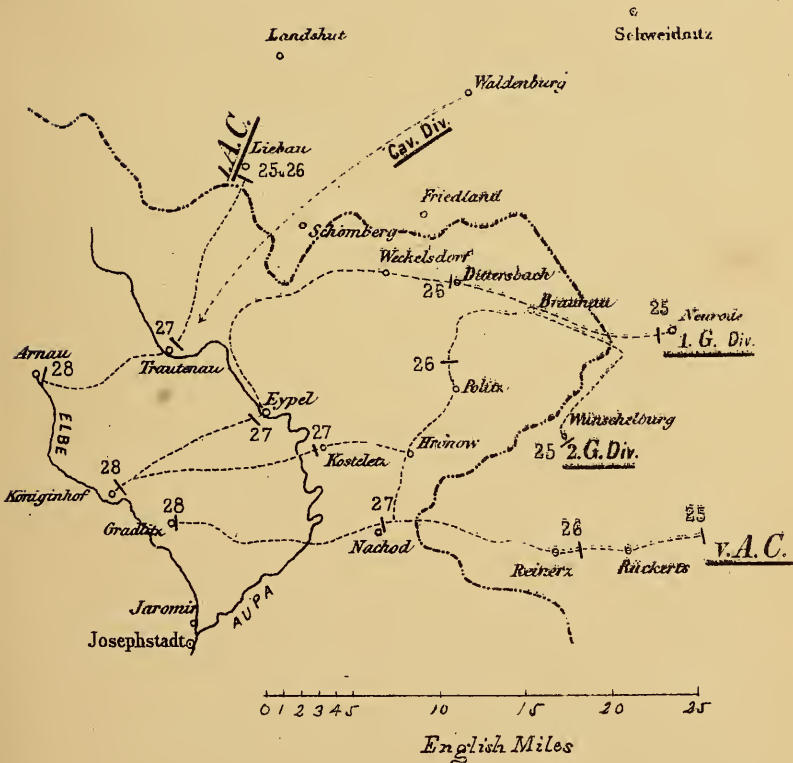 Schweidnitz
Landshut
Waldenburg
I.A.C.
Cav. Div.
Liebau
25 u 26
Friedland
Schömberg
Weckelsdorf
Dittersbach
26
Braunau
25
Neurode
1. G. Div.
27
Arnau
28
Trautenau
26
Politz
Eypel
27
Wünschelburg
25 2.G. Div.
ELBE
27
Kosteletz
Hronow
28
Königinhof
28
Gradlitz
27
Nachod
26
25
V.A.C.
Reinerz
Rückerts
Jaromir
AUPA
Josephstadt
0 1 2 3 4 5 10 15 20 25
English Miles